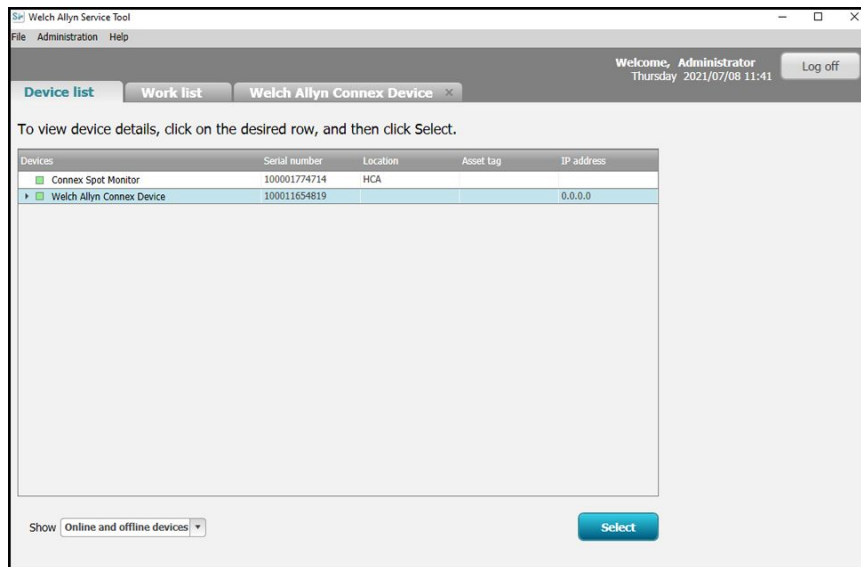 Welch Allyn Service Tool
File Administration Help
Welcome, Administrator
Thursday 2021/07/08 11:41
Log off
Device list Work list Welch Allyn Connex Device ×
To view device details, click on the desired row, and then click Select.
Devices Serial number Location Asset tag IP address
Connex Spot Monitor 100001774714 HCA
Welch Allyn Connex Device 100011654819 0.0.0.0
Show Online and offline devices
Select